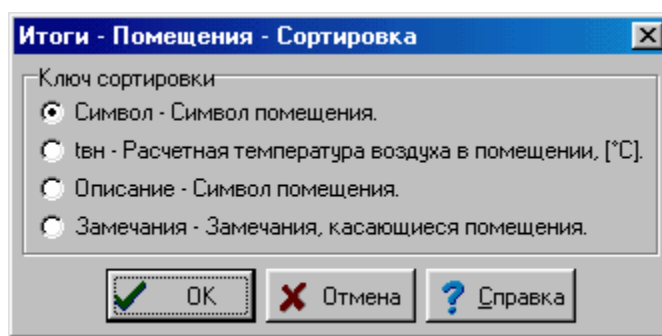 Итоги - Помещения - Сортировка
Ключ сортировки
Символ - Символ помещения.
tвн - Расчетная температура воздуха в помещении, [°C].
Описание - Символ помещения.
Замечания - Замечания, касающиеся помещения.
OK Отмена Справка